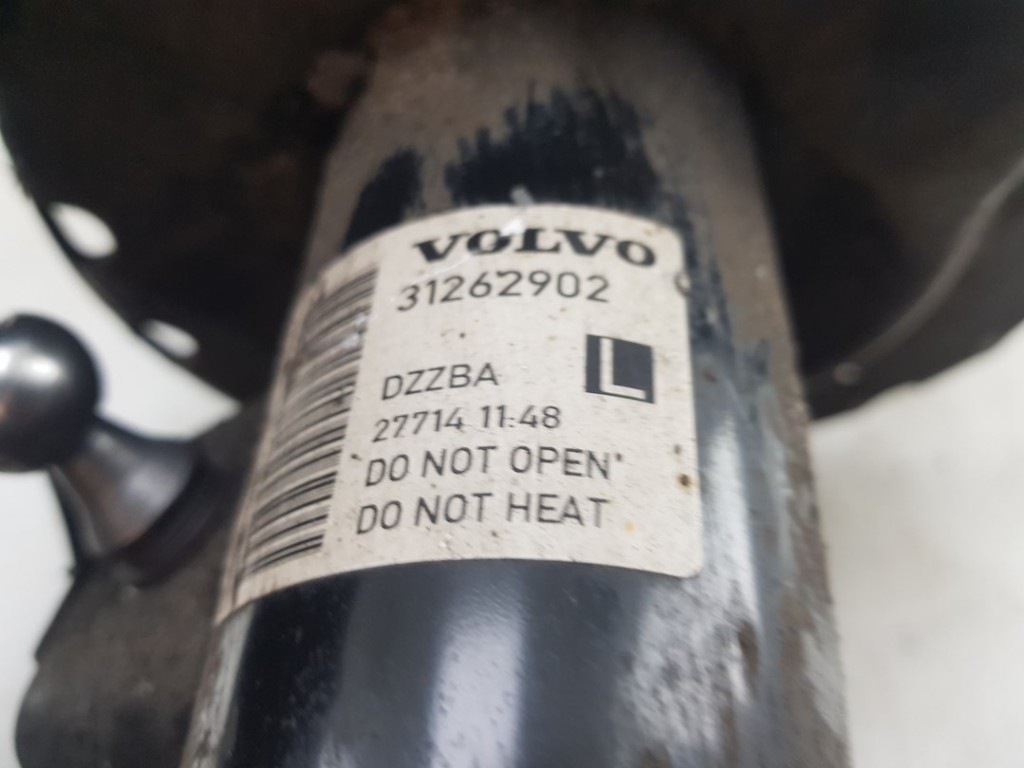 VOLVO
31262902
L
DZZBA
27714 11:48
DO NOT OPEN
DO NOT HEAT